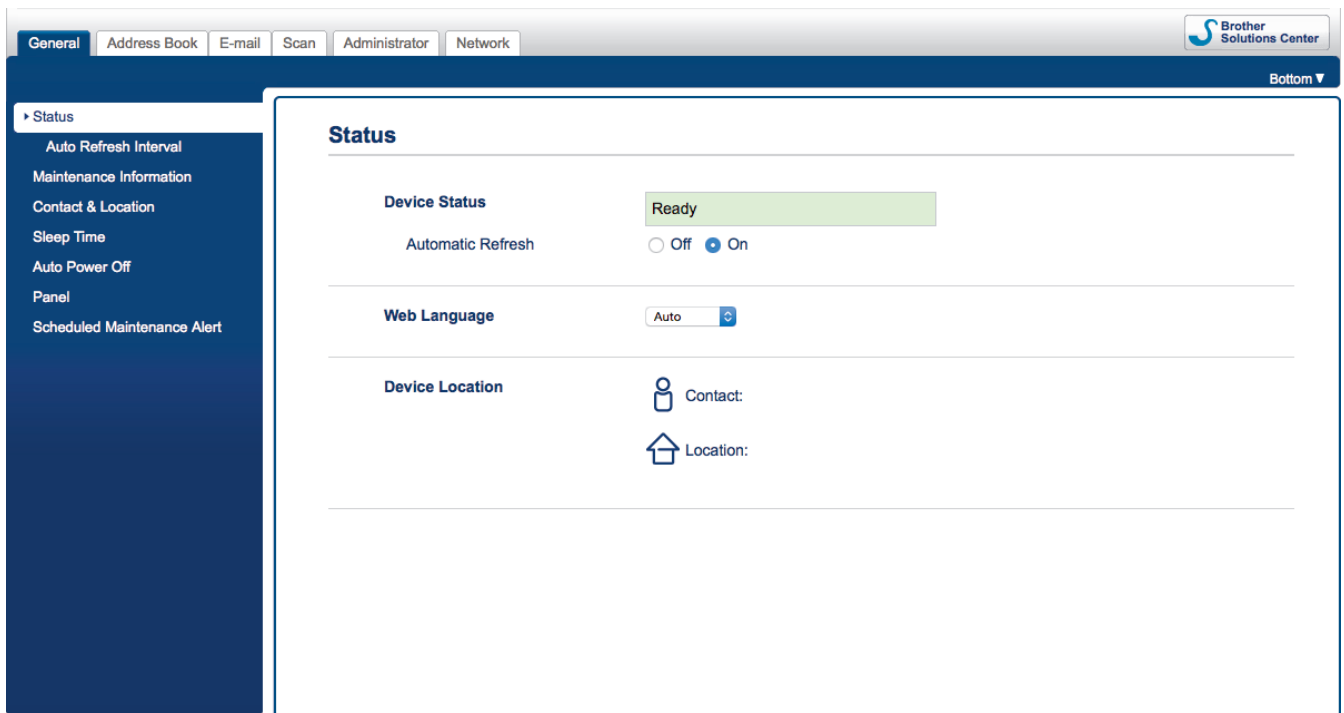 Brother
Solutions Center
General Address Book E-mail Scan Administrator Network
Bottom▼
Status
Auto Refresh Interval
Maintenance Information
Contact & Location
Sleep Time
Auto Power Off
Panel
Scheduled Maintenance Alert
Status
Device Status Ready
Automatic Refresh Off On
Web Language Auto
Device Location Contact:
Location: